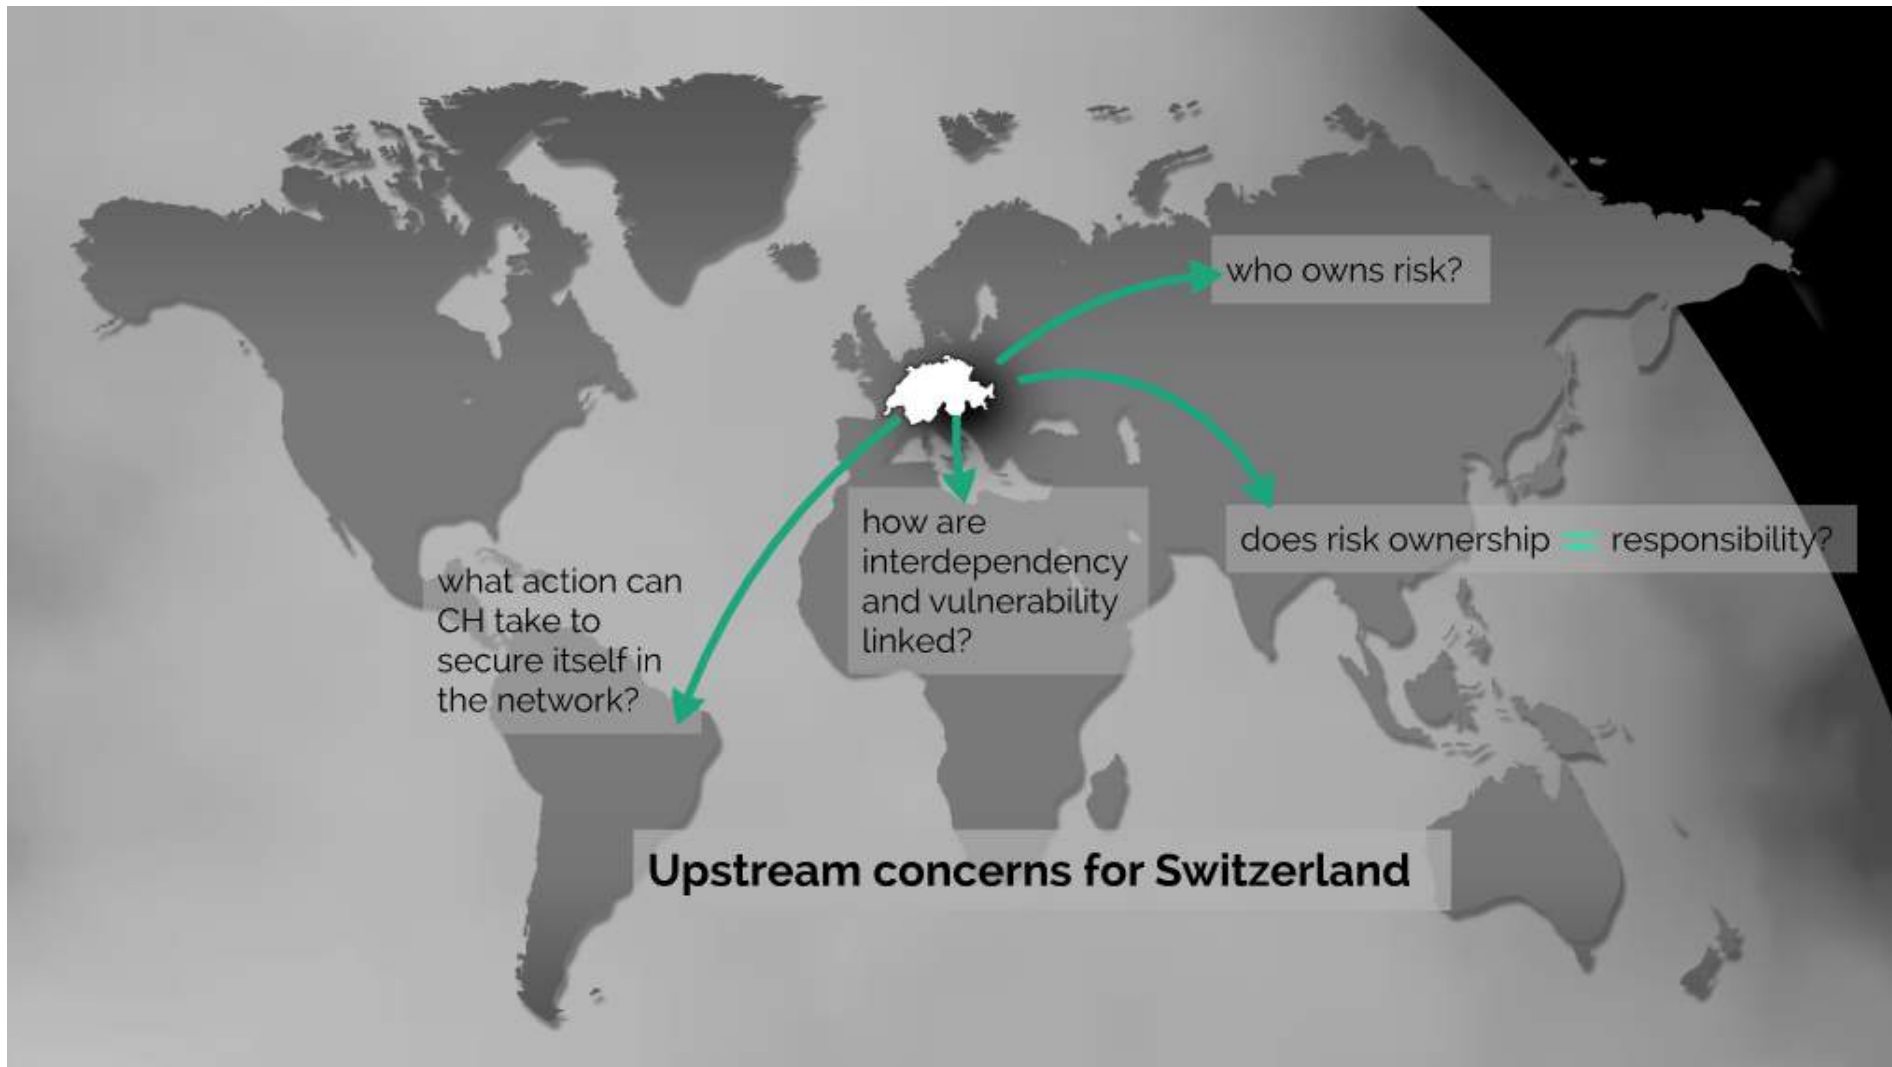 who owns risk?
does risk ownership = responsibility?
how are
interdependency
and vulnerability
linked?
what action can
CH take to
secure itself in
the network?
Upstream concerns for Switzerland